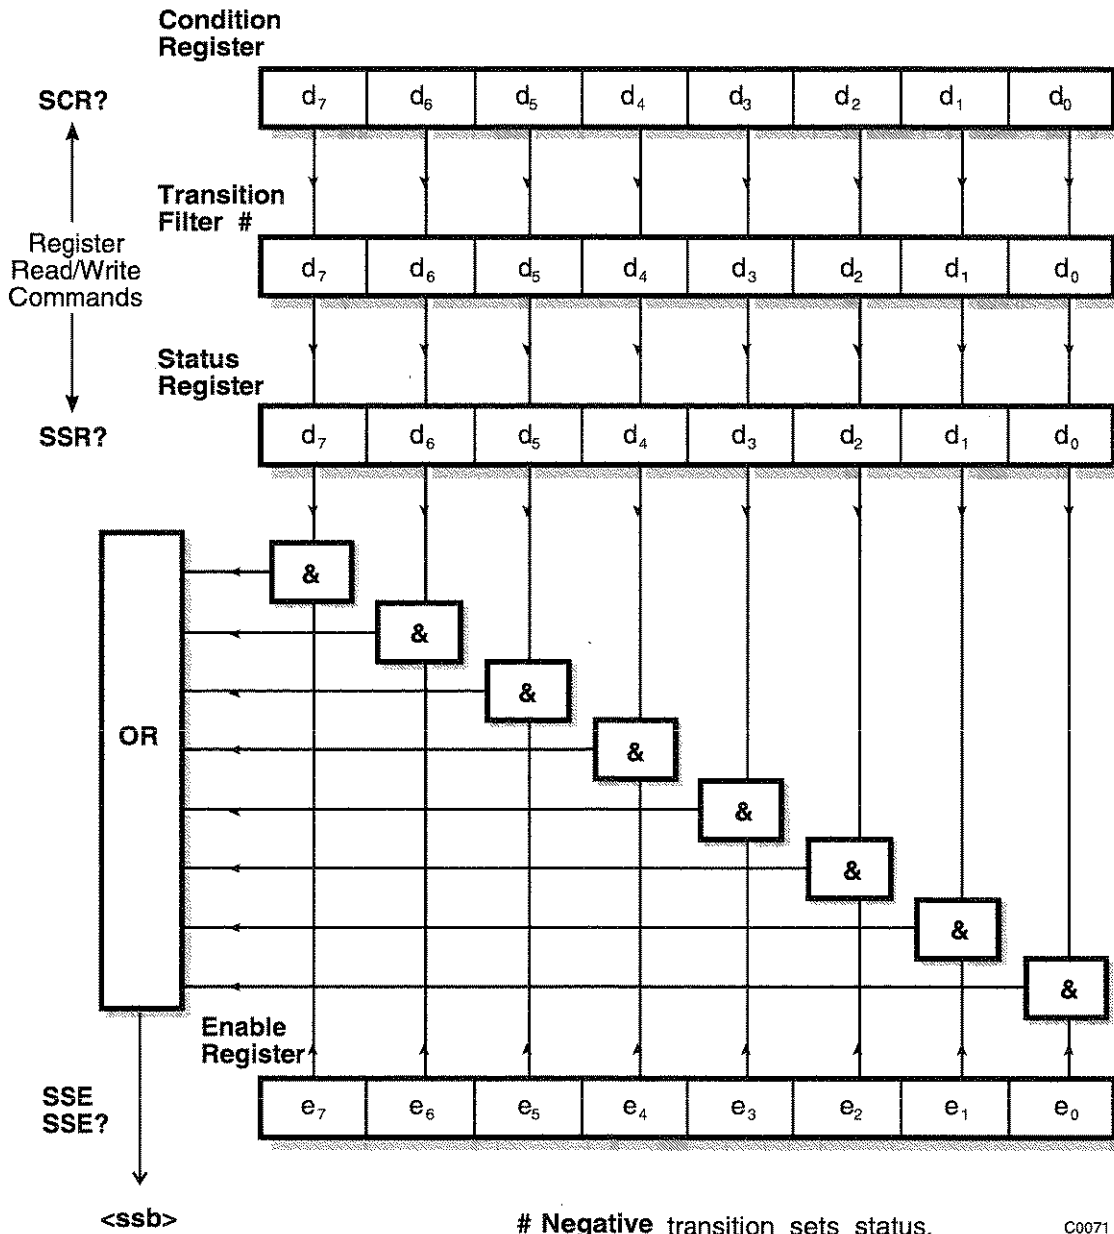 Condition
Register
SCR?
d₇ d₆ d₅ d₄ d₃ d₂ d₁ d₀
Transition
Filter #
Register
Read/Write
Commands
d₇ d₆ d₅ d₄ d₃ d₂ d₁ d₀
Status
Register
SSR?
d₇ d₆ d₅ d₄ d₃ d₂ d₁ d₀
&
&
&
&
&
&
&
&
OR
Enable
Register
SSE
SSE?
e₇ e₆ e₅ e₄ e₃ e₂ e₁ e₀
<ssb>
# Negative transition sets status.
C0071